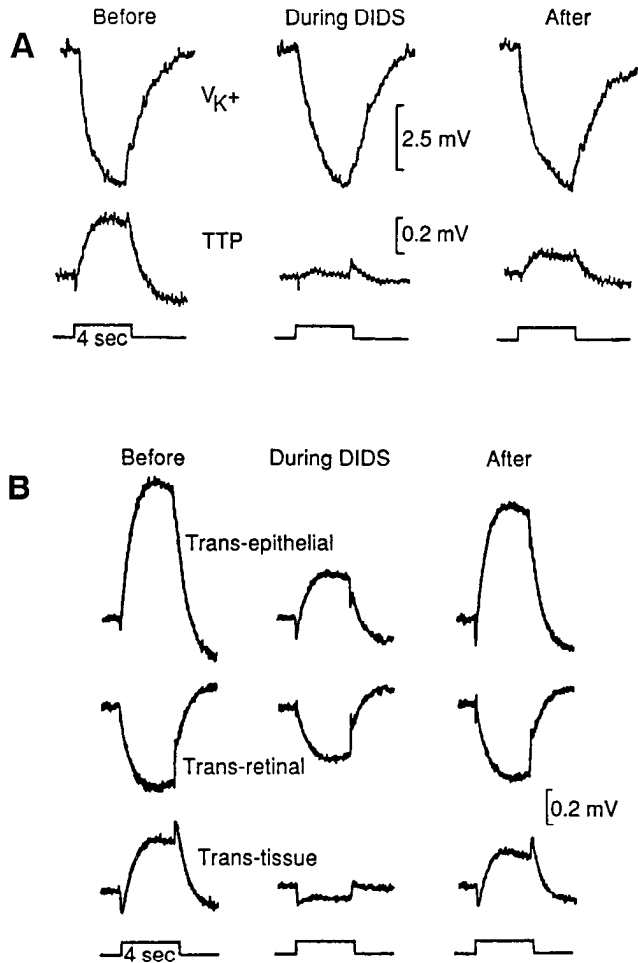 A
Before
During DIDS
After
VK+
2.5 mV
TTP
0.2 mV
4 sec
B
Before
During DIDS
After
Trans-epithelial
Trans-retinal
0.2 mV
Trans-tissue
4 sec